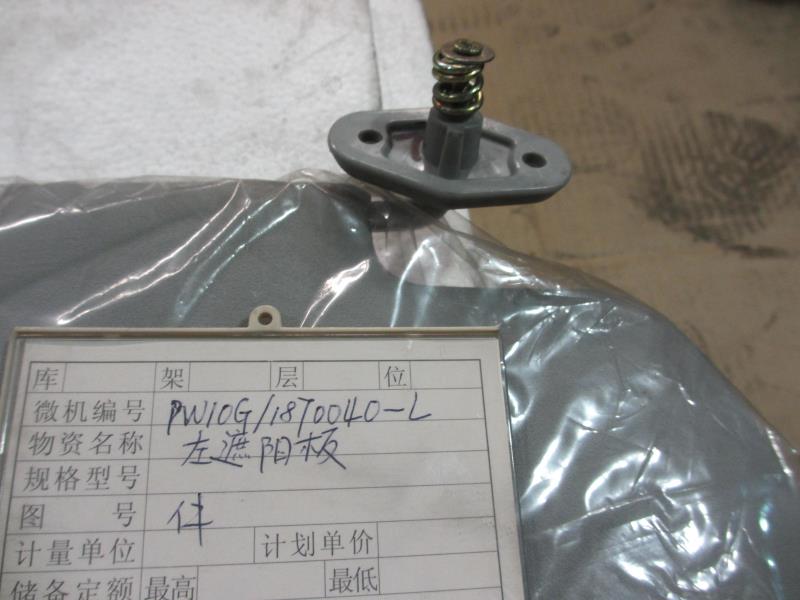 库 架 层 位
微机编号 PW10G/1870040-L
物资名称 左遮阳板
规格型号
图 号 件
计量单位 计划单价
储备定额 最高 最低